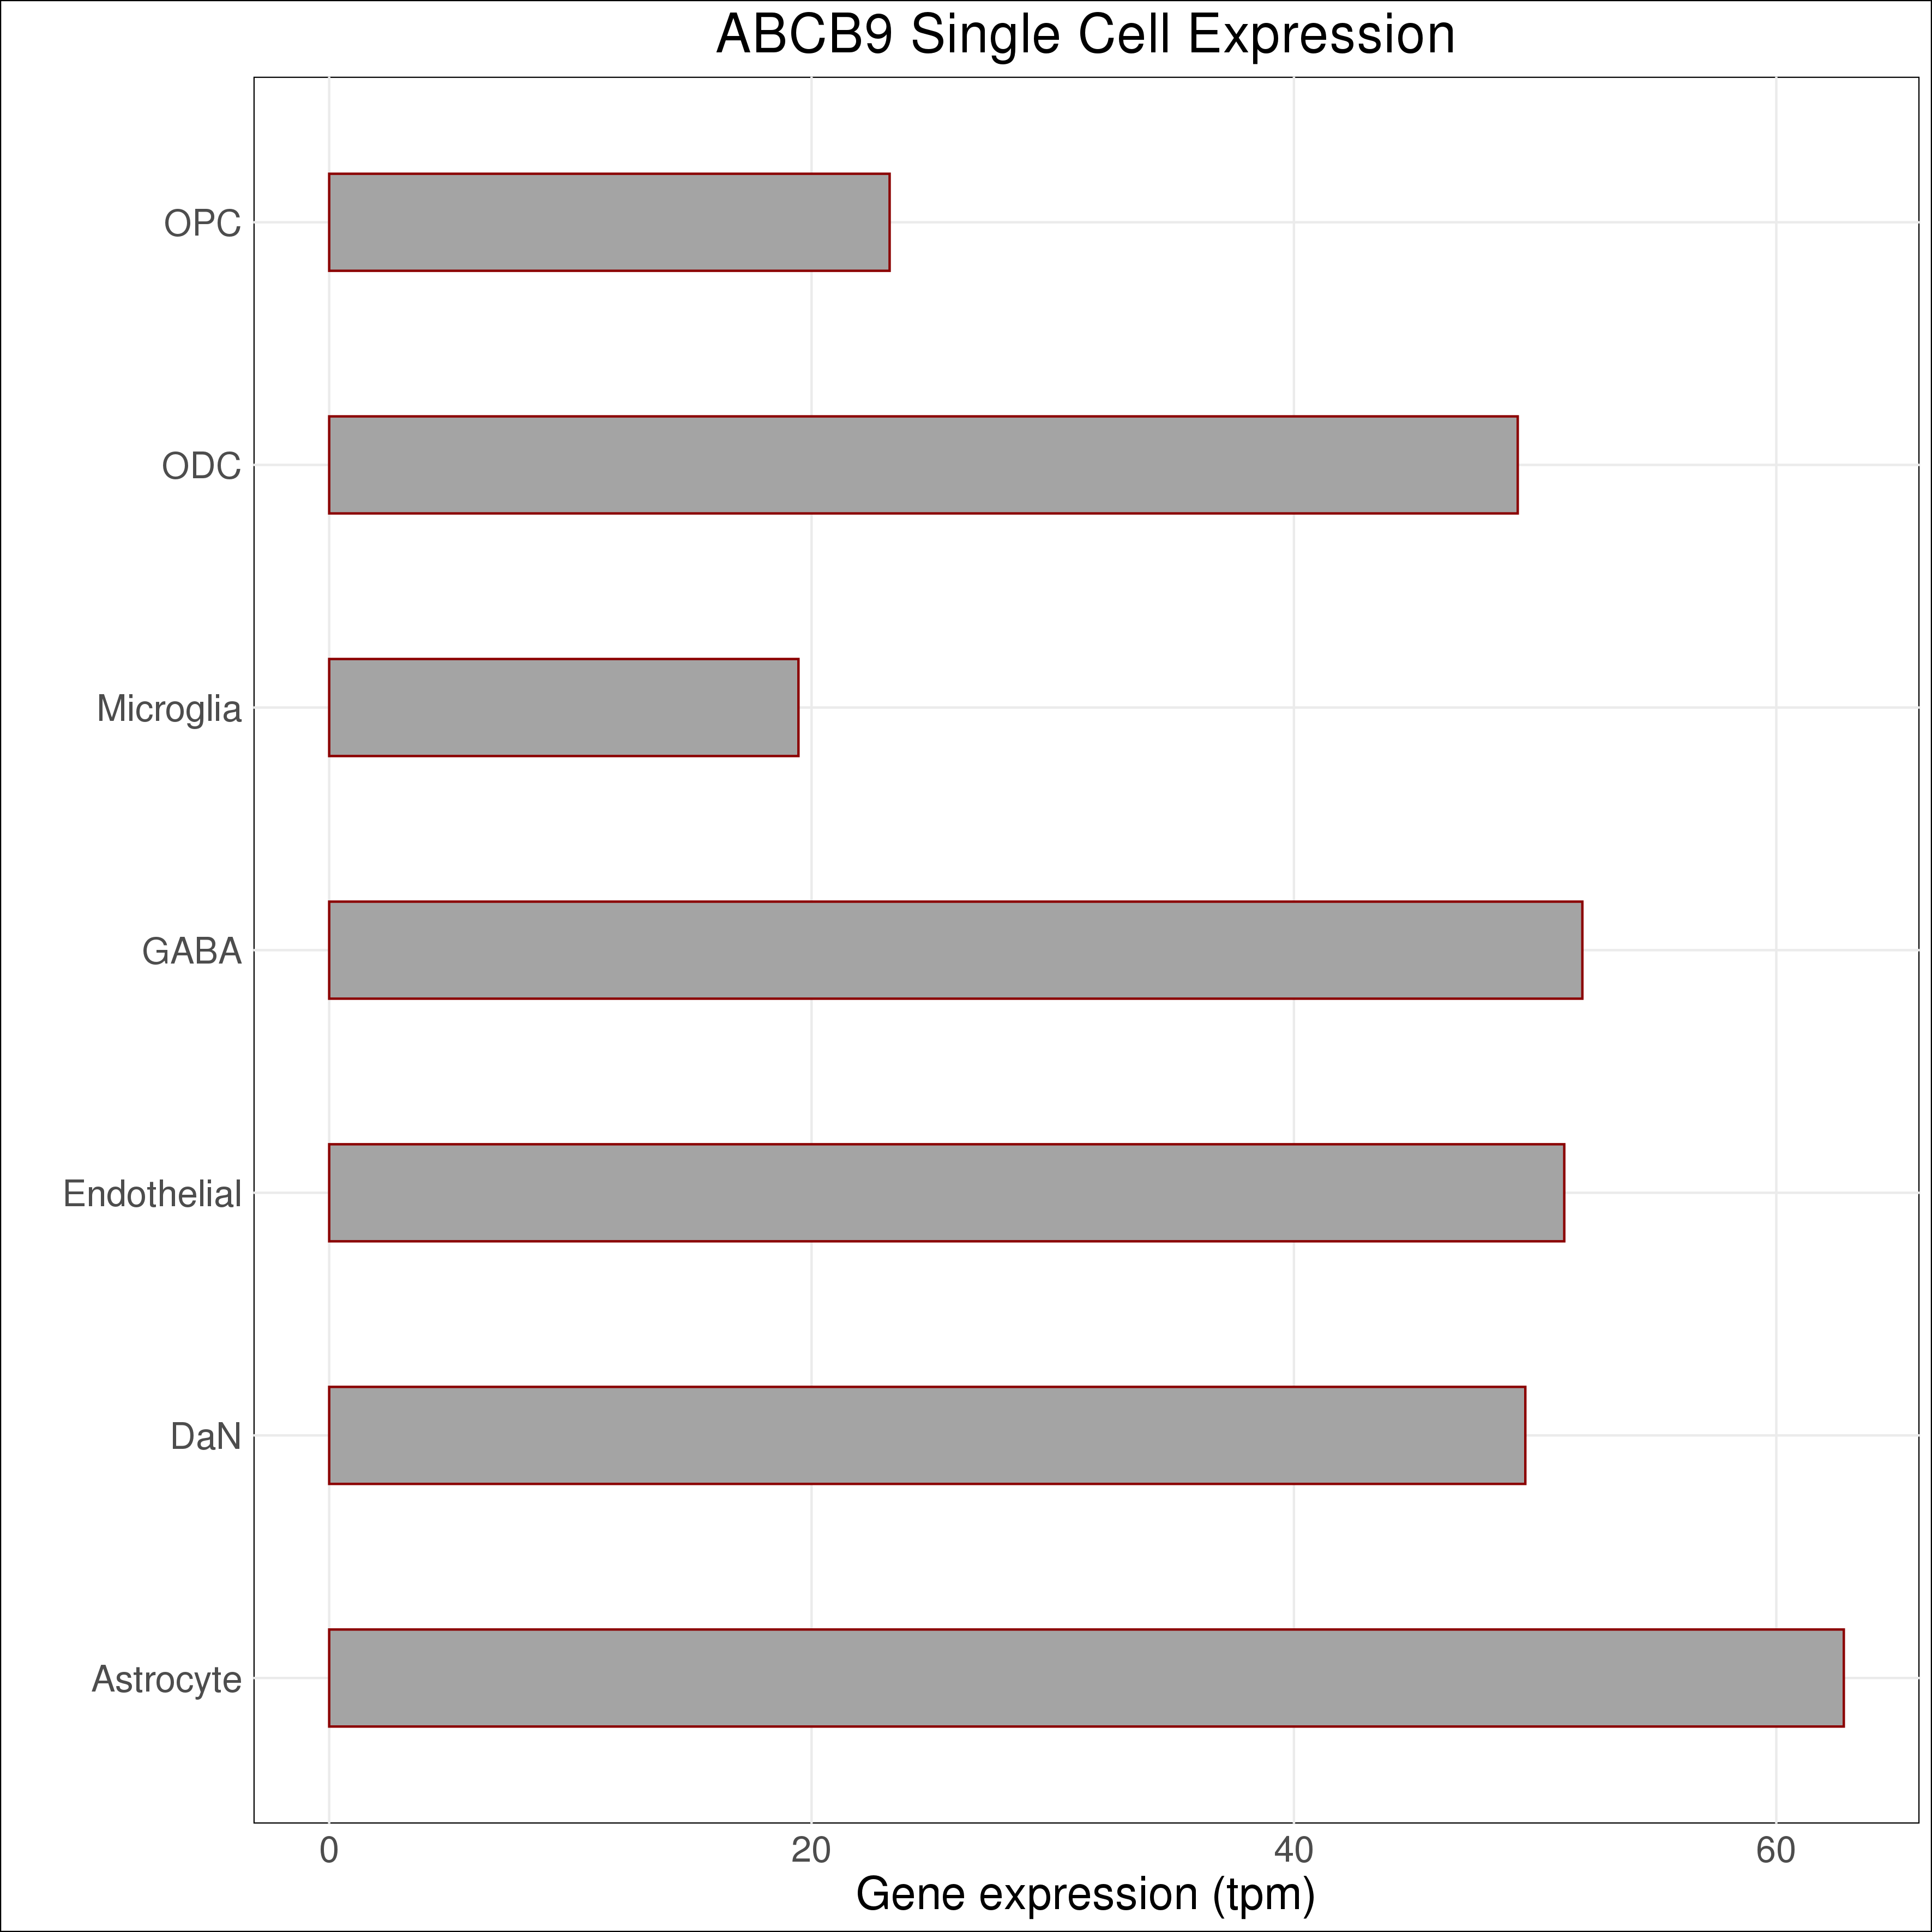 ABCB9 Single Cell Expression
OPC
ODC
Microglia
GABA
Endothelial
DaN
Astrocyte
0 20 40 60
Gene expression (tpm)